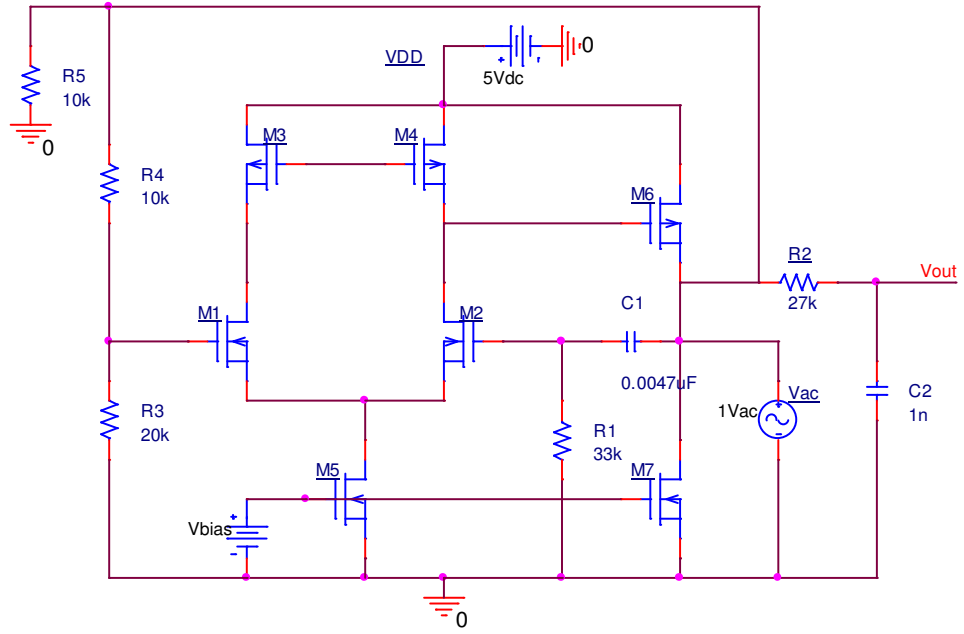 VDD
0
5Vdc
R5
10k
0
M3
M4
R4
10k
M6
R2
Vout
27k
C1
M1
M2
0.0047uF
Vac
1Vac
C2
1n
R3
20k
R1
33k
M5
M7
Vbias
0